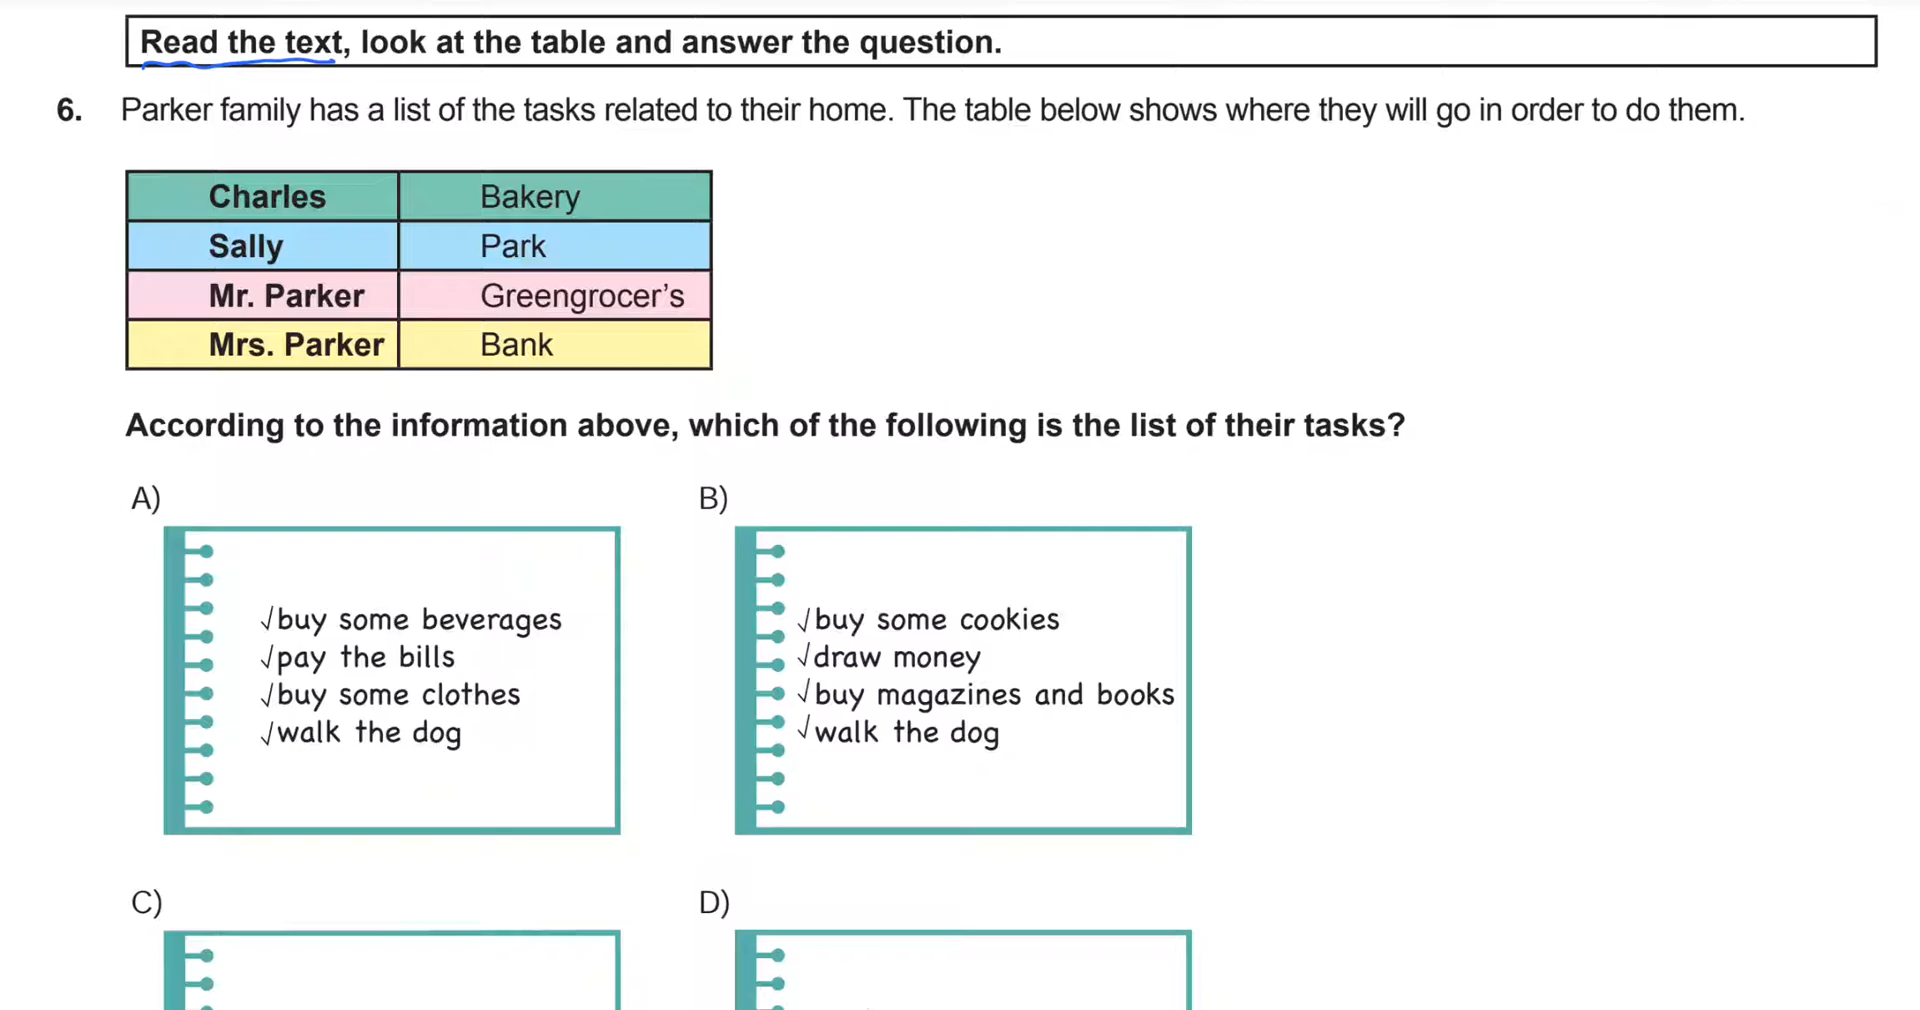 Read the text, look at the table and answer the question.
6. Parker family has a list of the tasks related to their home. The table below shows where they will go in order to do them.
Charles Bakery
Sally Park
Mr. Parker Greengrocer's
Mrs. Parker Bank
According to the information above, which of the following is the list of their tasks?
A)
√buy some beverages
√pay the bills
√buy some clothes
√walk the dog
B)
√buy some cookies
√draw money
√buy magazines and books
√walk the dog
C)
D)